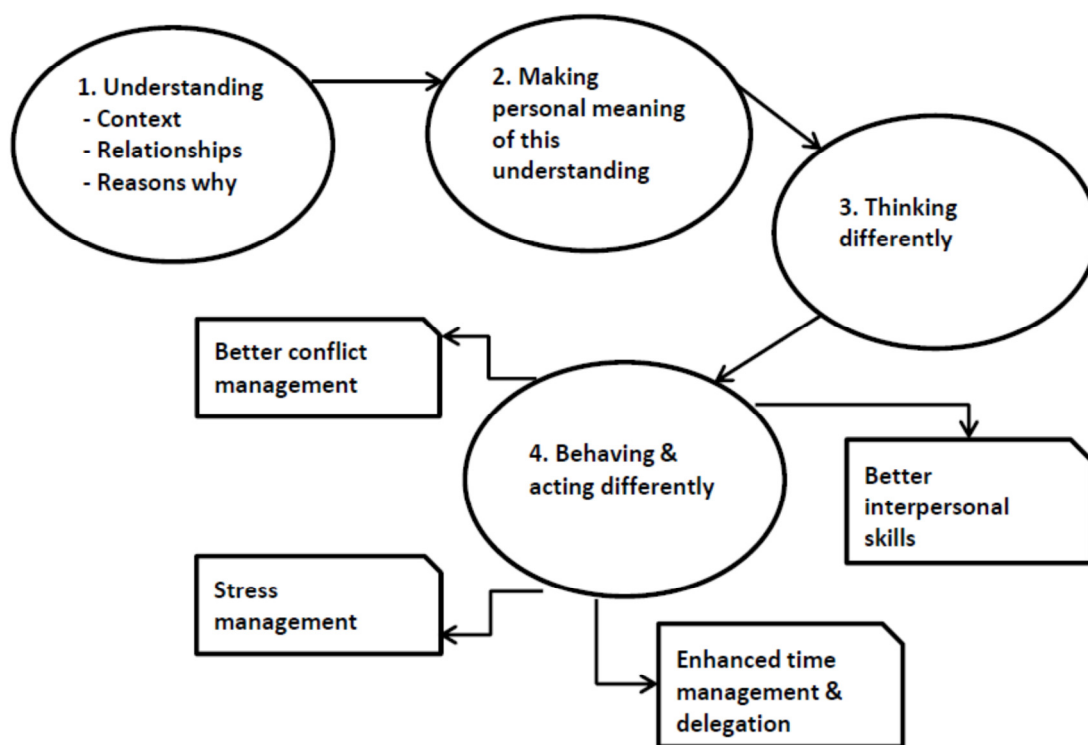 1. Understanding
- Context
- Relationships
- Reasons why
2. Making
personal meaning
of this
understanding
3. Thinking
differently
4. Behaving &
acting differently
Better conflict
management
Better
interpersonal
skills
Stress
management
Enhanced time
management &
delegation